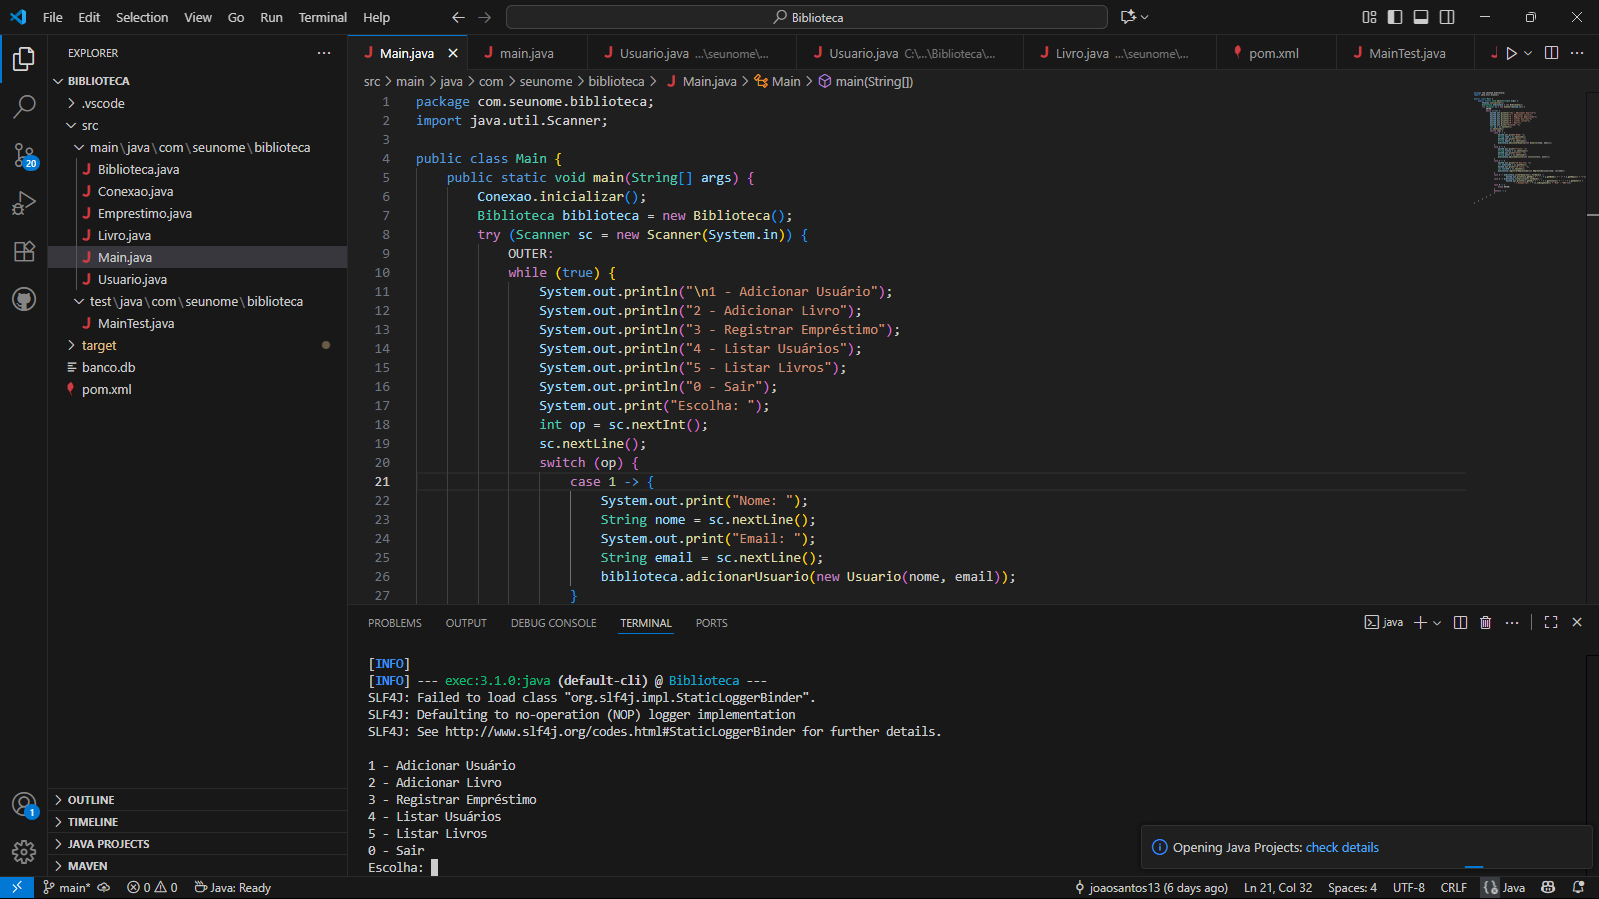 File Edit Selection View Go Run Terminal Help
Biblioteca
EXPLORER
BIBLIOTECA
.vscode
src
main\java\com\seunome\biblioteca
Biblioteca.java
Conexao.java
Emprestimo.java
Livro.java
Main.java
Usuario.java
test\java\com\seunome\biblioteca
MainTest.java
target
banco.db
pom.xml
OUTLINE
TIMELINE
JAVA PROJECTS
MAVEN
20
1
Main.java
main.java
Usuario.java ...\seunome\...
Usuario.java C:\...\Biblioteca\...
Livro.java ...\seunome\...
pom.xml
MainTest.java
src > main > java > com > seunome > biblioteca > Main.java > Main > main(String[])
1 package com.seunome.biblioteca;
2 import java.util.Scanner;
3
4 public class Main {
5 public static void main(String[] args) {
6 Conexao.inicializar();
7 Biblioteca biblioteca = new Biblioteca();
8 try (Scanner sc = new Scanner(System.in)) {
9 OUTER:
10 while (true) {
11 System.out.println("\n1 - Adicionar Usuário");
12 System.out.println("2 - Adicionar Livro");
13 System.out.println("3 - Registrar Empréstimo");
14 System.out.println("4 - Listar Usuários");
15 System.out.println("5 - Listar Livros");
16 System.out.println("0 - Sair");
17 System.out.print("Escolha: ");
18 int op = sc.nextInt();
19 sc.nextLine();
20 switch (op) {
21 case 1 -> {
22 System.out.print("Nome: ");
23 String nome = sc.nextLine();
24 System.out.print("Email: ");
25 String email = sc.nextLine();
26 biblioteca.adicionarUsuario(new Usuario(nome, email));
27 }
PROBLEMS OUTPUT DEBUG CONSOLE TERMINAL PORTS
java
[INFO]
[INFO] --- exec:3.1.0:java (default-cli) @ Biblioteca ---
SLF4J: Failed to load class "org.slf4j.impl.StaticLoggerBinder".
SLF4J: Defaulting to no-operation (NOP) logger implementation
SLF4J: See http://www.slf4j.org/codes.html#StaticLoggerBinder for further details.
1 - Adicionar Usuário
2 - Adicionar Livro
3 - Registrar Empréstimo
4 - Listar Usuários
5 - Listar Livros
0 - Sair
Escolha:
Opening Java Projects: check details
main* 0 0 Java: Ready
joaosantos13 (6 days ago) Ln 21, Col 32 Spaces: 4 UTF-8 CRLF Java